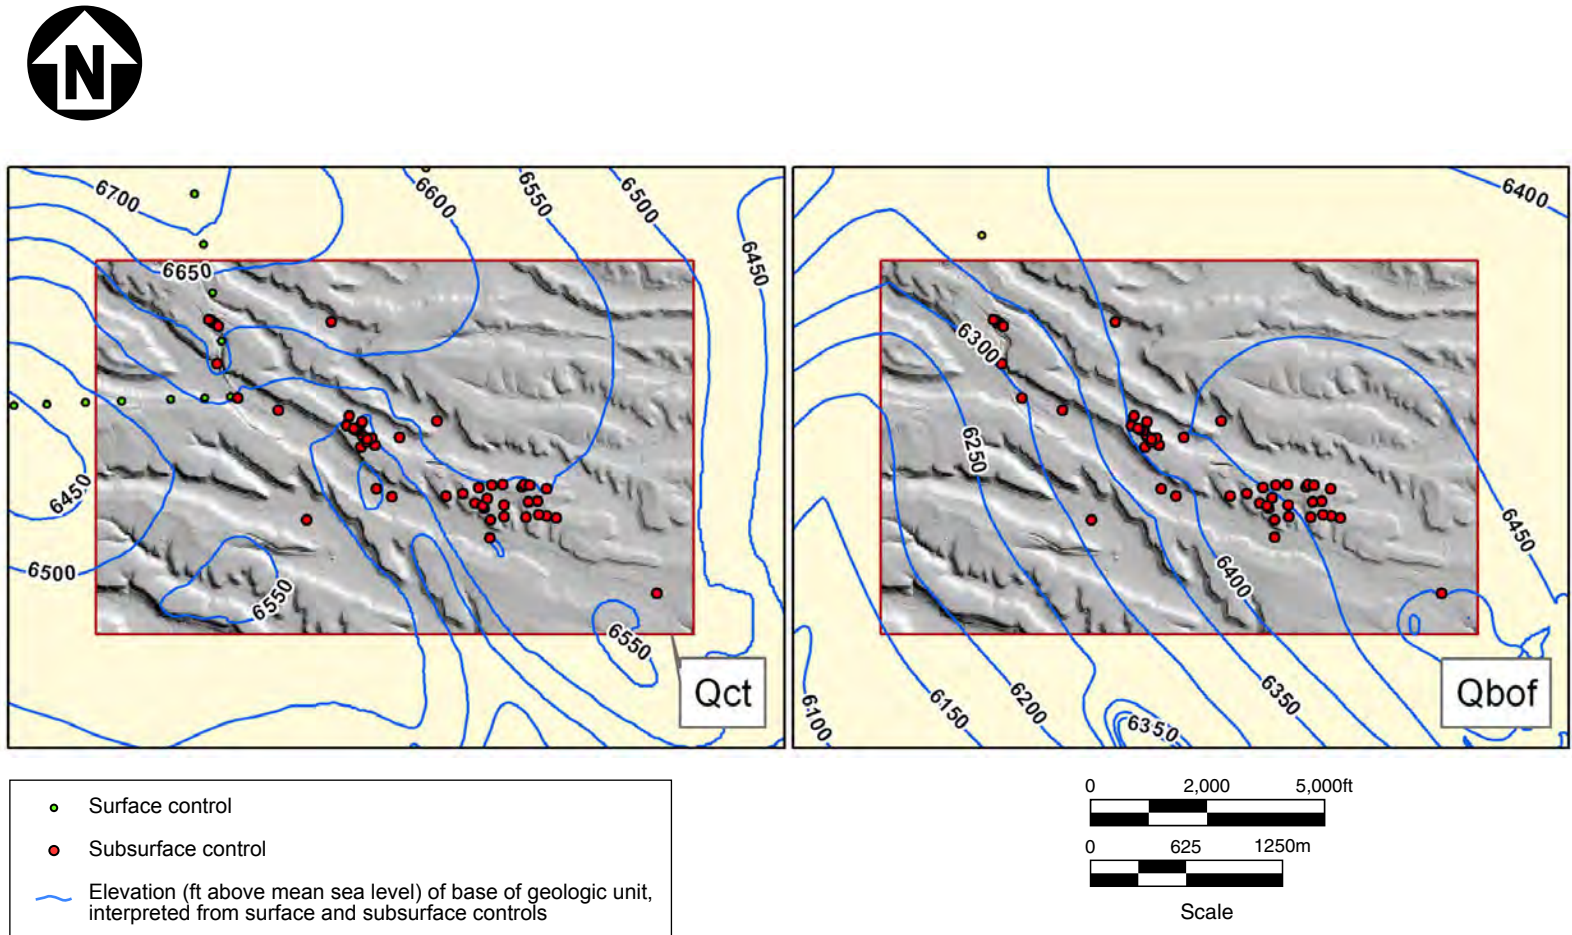 N
6700
6600
6550
6500
6450
6650
6450
6500
6550
6550
Qct
6400
6300
6250
6450
6400
6350
6200
6150
6100
6350
Qbof
Surface control
Subsurface control
Elevation (ft above mean sea level) of base of geologic unit,
interpreted from surface and subsurface controls
0 2,000 5,000ft
0 625 1250m
Scale